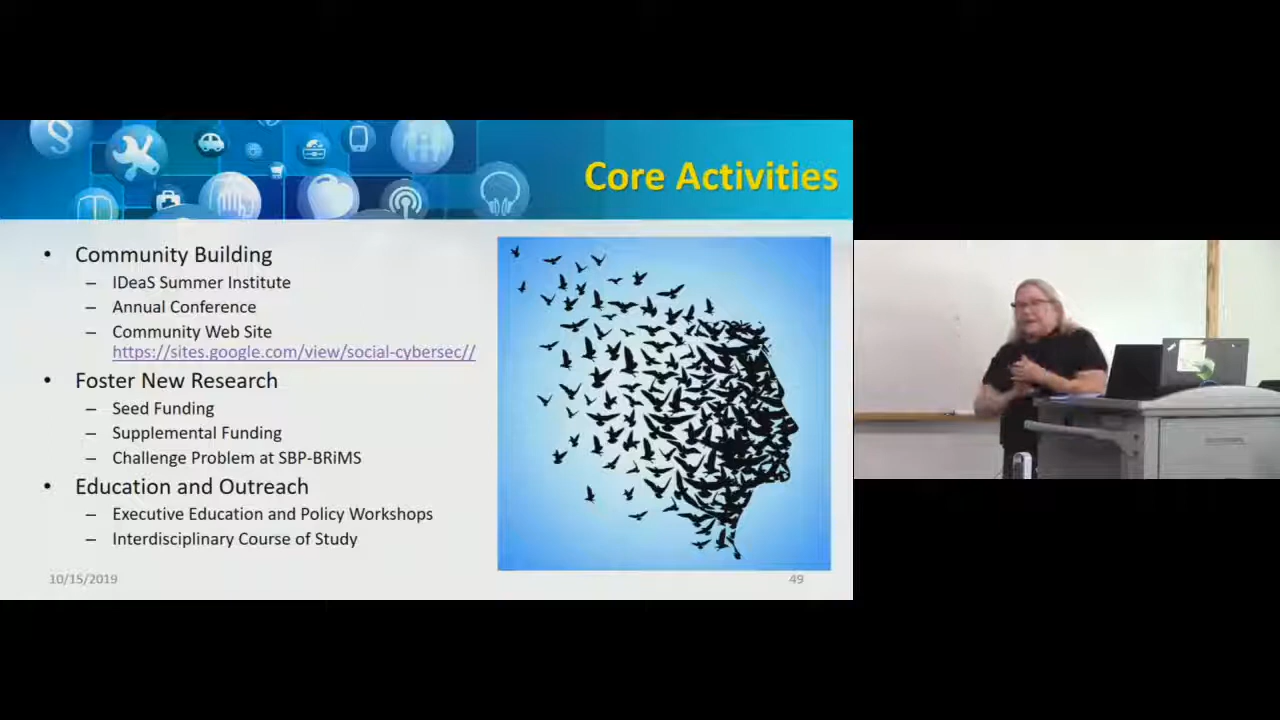 Core Activities
• Community Building
– IDeaS Summer Institute
– Annual Conference
– Community Web Site
https://sites.google.com/view/social-cybersec//
• Foster New Research
– Seed Funding
– Supplemental Funding
– Challenge Problem at SBP-BRiMS
• Education and Outreach
– Executive Education and Policy Workshops
– Interdisciplinary Course of Study
10/15/2019
49